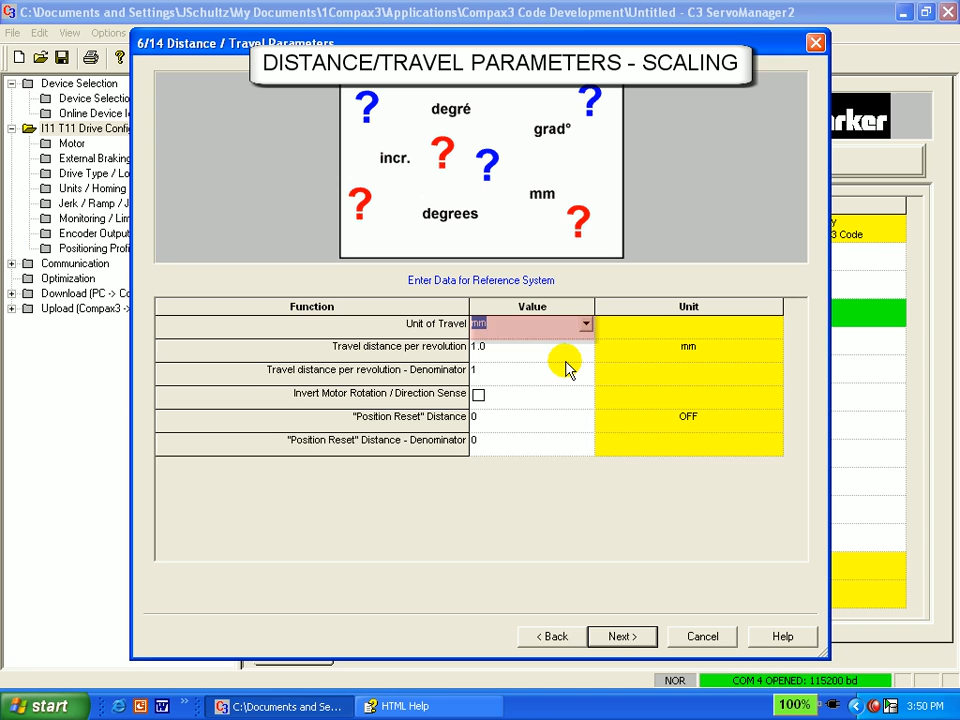 C:\Documents and Settings\JSchultz\My Documents\1Compax3\Applications\Compax3 Code Development\Untitled - C3 ServoManager2
File Edit View Options
6/14 Distance / Travel Parameters
DISTANCE/TRAVEL PARAMETERS - SCALING
Device Selection
Device Selectio
Online Device I
I11 T11 Drive Config
Motor
External Braking
Drive Type / Lo
Units / Homing
Jerk / Ramp / J
Monitoring / Lim
Encoder Output
Positioning Profi
Communication
Optimization
Download (PC -> Co
Upload (Compax3 ->
? degré ?
grad°
incr. ? ?
? mm
degrees ?
arker
y
3 Code
Enter Data for Reference System
Function Value Unit
Unit of Travel mm
Travel distance per revolution 1.0 mm
Travel distance per revolution - Denominator 1
Invert Motor Rotation / Direction Sense
"Position Reset" Distance 0 OFF
"Position Reset" Distance - Denominator 0
< Back Next > Cancel Help
NOR COM 4 OPENED: 115200 bd
start C:\Documents and Se... HTML Help 100% 3:50 PM